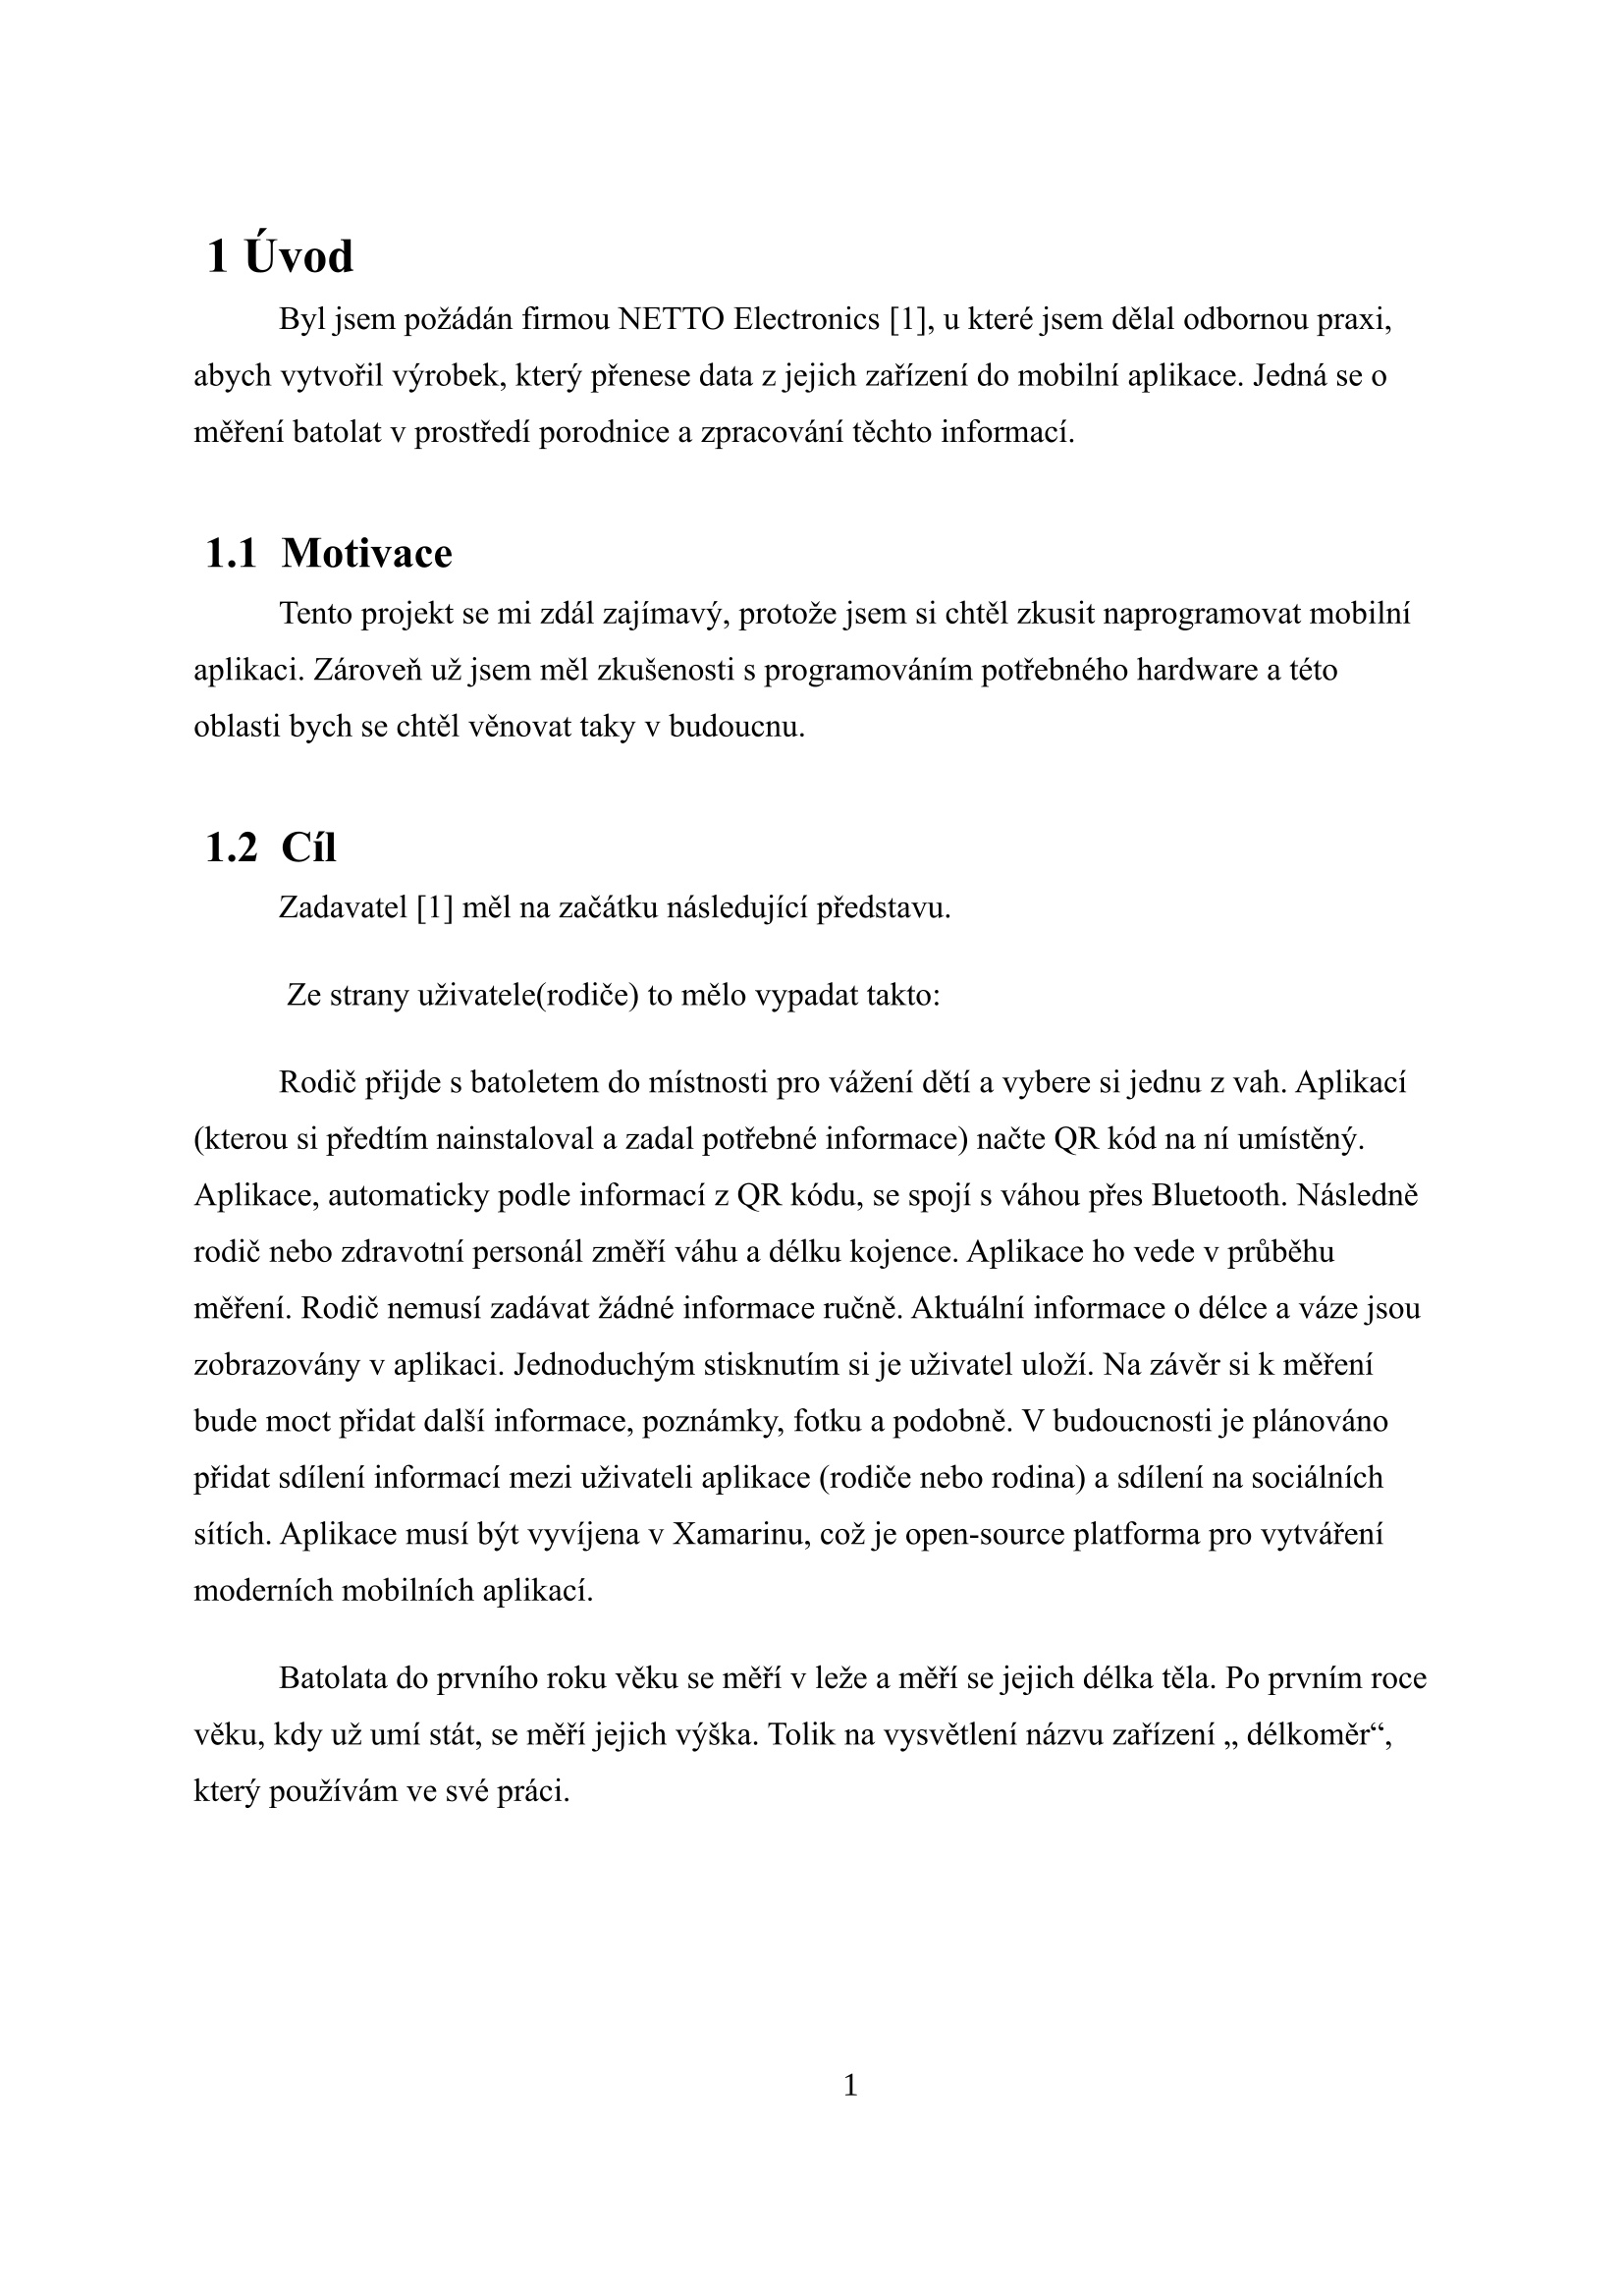 1 Úvod
Byl jsem požádán firmou NETTO Electronics [1], u které jsem dělal odbornou praxi,
abych vytvořil výrobek, který přenese data z jejich zařízení do mobilní aplikace. Jedná se o
měření batolat v prostředí porodnice a zpracování těchto informací.
1.1 Motivace
Tento projekt se mi zdál zajímavý, protože jsem si chtěl zkusit naprogramovat mobilní
aplikaci. Zároveň už jsem měl zkušenosti s programováním potřebného hardware a této
oblasti bych se chtěl věnovat taky v budoucnu.
1.2 Cíl
Zadavatel [1] měl na začátku následující představu.
Ze strany uživatele(rodiče) to mělo vypadat takto:
Rodič přijde s batoletem do místnosti pro vážení dětí a vybere si jednu z vah. Aplikací
(kterou si předtím nainstaloval a zadal potřebné informace) načte QR kód na ní umístěný.
Aplikace, automaticky podle informací z QR kódu, se spojí s váhou přes Bluetooth. Následně
rodič nebo zdravotní personál změří váhu a délku kojence. Aplikace ho vede v průběhu
měření. Rodič nemusí zadávat žádné informace ručně. Aktuální informace o délce a váze jsou
zobrazovány v aplikaci. Jednoduchým stisknutím si je uživatel uloží. Na závěr si k měření
bude moct přidat další informace, poznámky, fotku a podobně. V budoucnosti je plánováno
přidat sdílení informací mezi uživateli aplikace (rodiče nebo rodina) a sdílení na sociálních
sítích. Aplikace musí být vyvíjena v Xamarinu, což je open-source platforma pro vytváření
moderních mobilních aplikací.
Batolata do prvního roku věku se měří v leže a měří se jejich délka těla. Po prvním roce
věku, kdy už umí stát, se měří jejich výška. Tolik na vysvětlení názvu zařízení „ délkoměr“,
který používám ve své práci.
1